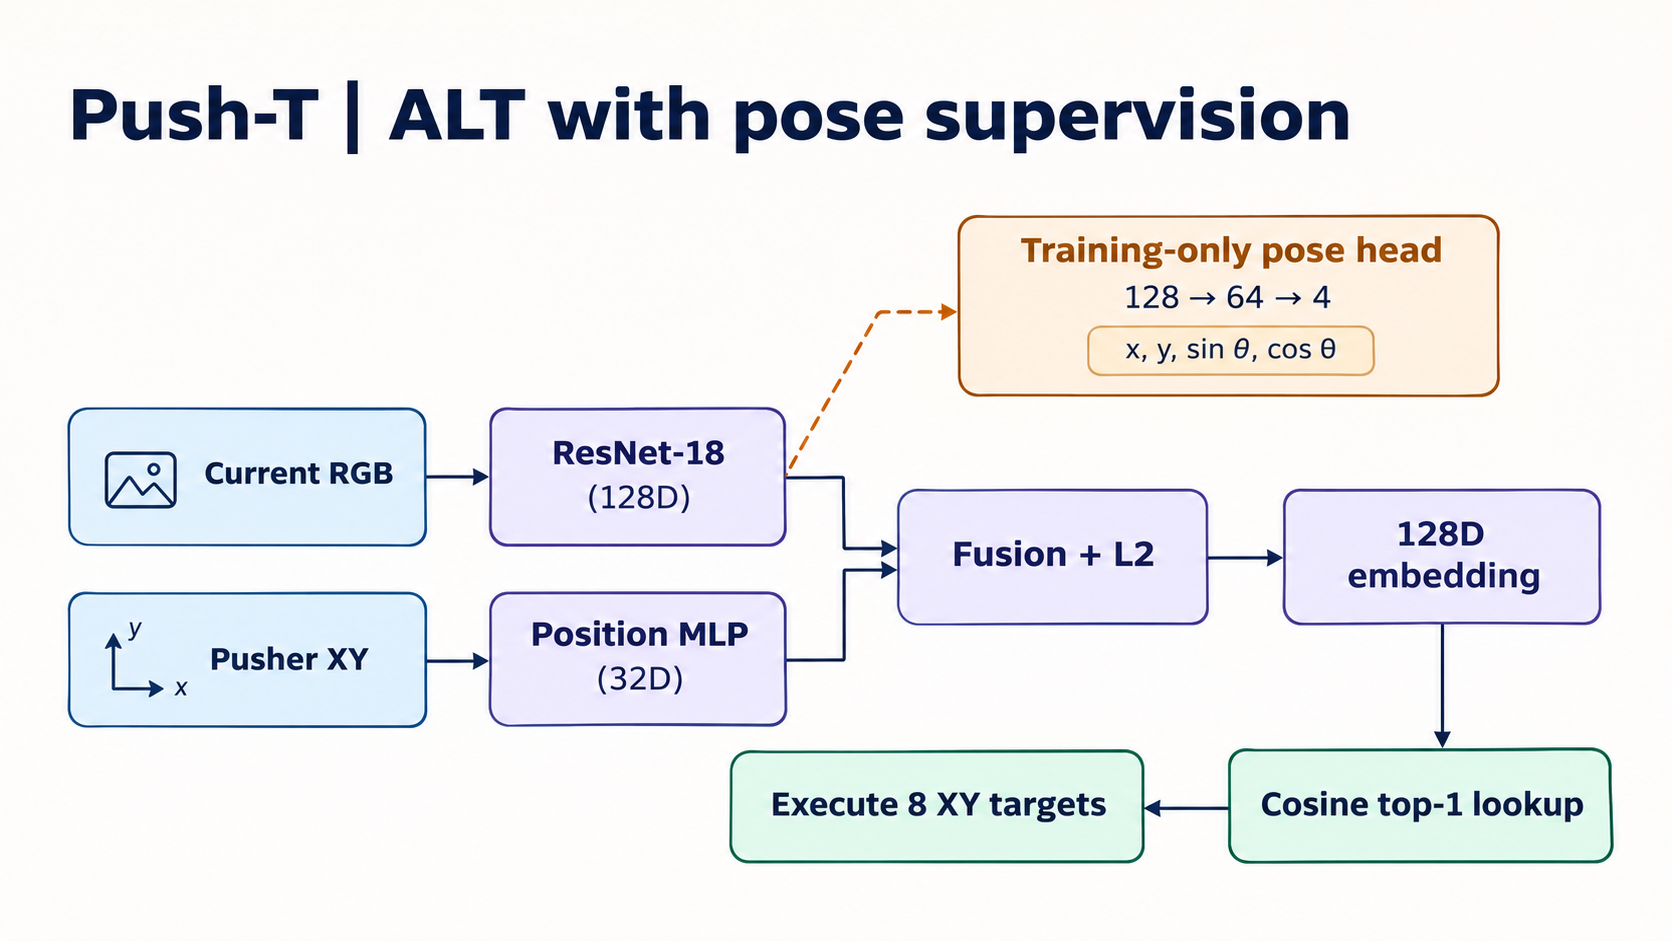 Push-T | ALT with pose supervision
Training-only pose head
128 → 64 → 4
x, y, sin θ, cos θ
Current RGB
ResNet-18
(128D)
Fusion + L2
128D
embedding
y
x
Pusher XY
Position MLP
(32D)
Execute 8 XY targets
Cosine top-1 lookup